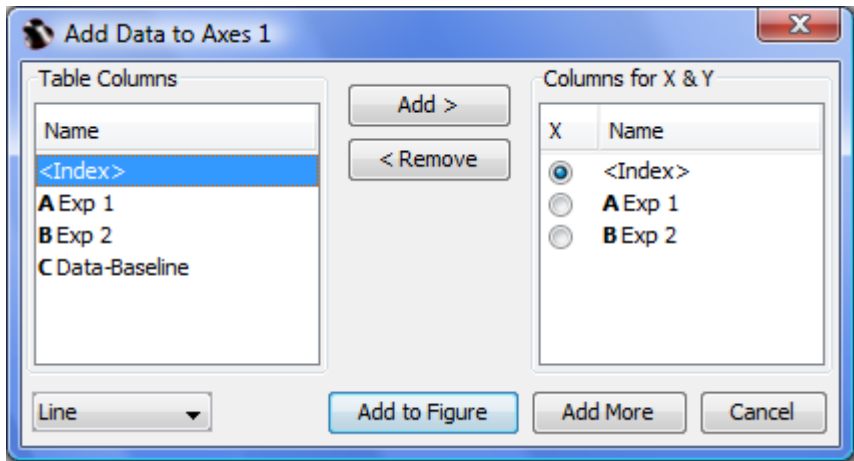 Add Data to Axes 1
X
Table Columns
Name
<Index>
A Exp 1
B Exp 2
C Data-Baseline
Add >
< Remove
Columns for X & Y
X Name
<Index>
A Exp 1
B Exp 2
Line
Add to Figure
Add More
Cancel